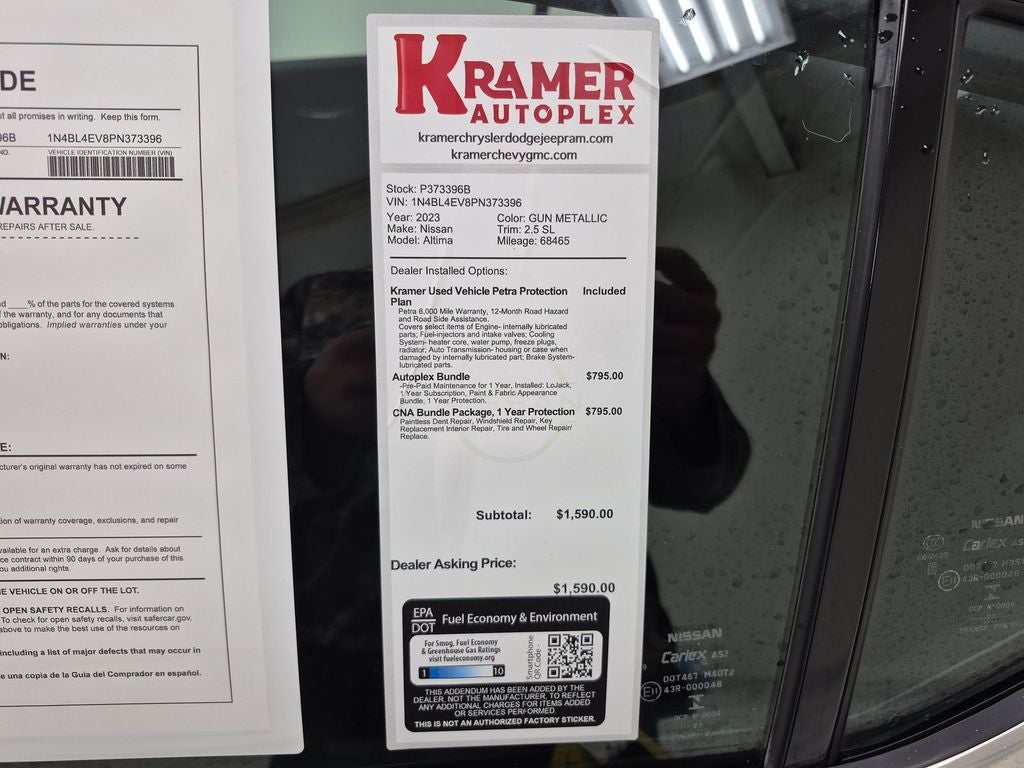 DE
t all promises in writing. Keep this form.
96B 1N4BL4EV8PN373396
NO. VEHICLE IDENTIFICATION NUMBER (VIN)
WARRANTY
REPAIRS AFTER SALE.
% of the parts for the covered systems
the warranty, and for any documents that
obligations. Implied warranties under your
N:
E:
cturer's original warranty has not expired on some
ion of warranty coverage, exclusions, and repair
vailable for an extra charge. Ask for details about
ce contract within 90 days of your purchase of this
ou additional rights.
E VEHICLE ON OR OFF THE LOT.
OPEN SAFETY RECALLS. For information on
To check for open safety recalls, visit safercar.gov.
above to make the best use of the resources on
including a list of major defects that may occur in
e una copia de la Guía del Comprador en español.
KRAMER
AUTOPLEX
kramerchryslerdodgejeepram.com
kramerchevygmc.com
Stock: P373396B
VIN: 1N4BL4EV8PN373396
Year: 2023 Color: GUN METALLIC
Make: Nissan Trim: 2.5 SL
Model: Altima Mileage: 68465
Dealer Installed Options:
Kramer Used Vehicle Petra Protection Included
Plan
Petra 6,000 Mile Warranty, 12-Month Road Hazard
and Road Side Assistance.
Covers select items of Engine- internally lubricated
parts; Fuel-injectors and intake valves; Cooling
System- heater core, water pump, freeze plugs,
radiator; Auto Transmission- housing or case when
damaged by internally lubricated part; Brake System-
lubricated parts.
Autoplex Bundle $795.00
-Pre-Paid Maintenance for 1 Year, Installed: LoJack,
1 Year Subscription, Paint & Fabric Appearance
Bundle, 1 Year Protection.
CNA Bundle Package, 1 Year Protection $795.00
Paintless Dent Repair, Windshield Repair, Key
Replacement Interior Repair, Tire and Wheel Repair/
Replace.
Subtotal: $1,590.00
Dealer Asking Price:
$1,590.00
EPA
DOT Fuel Economy & Environment
For Smog, Fuel Economy
& Greenhouse Gas Ratings
visit fueleconomy.org
1 10
Smartphone
QR Code
THIS ADDENDUM HAS BEEN ADDED BY THE
DEALER, NOT THE MANUFACTURER, TO REFLECT
ANY ADDITIONAL CHARGES FOR ITEMS ADDED
OR SERVICES PERFORMED.
THIS IS NOT AN AUTHORIZED FACTORY STICKER.
NISSAN
Carlex AS2
DOT467 M40T2
E11 43R-000046
NISSAN
Carlex
43R-000046